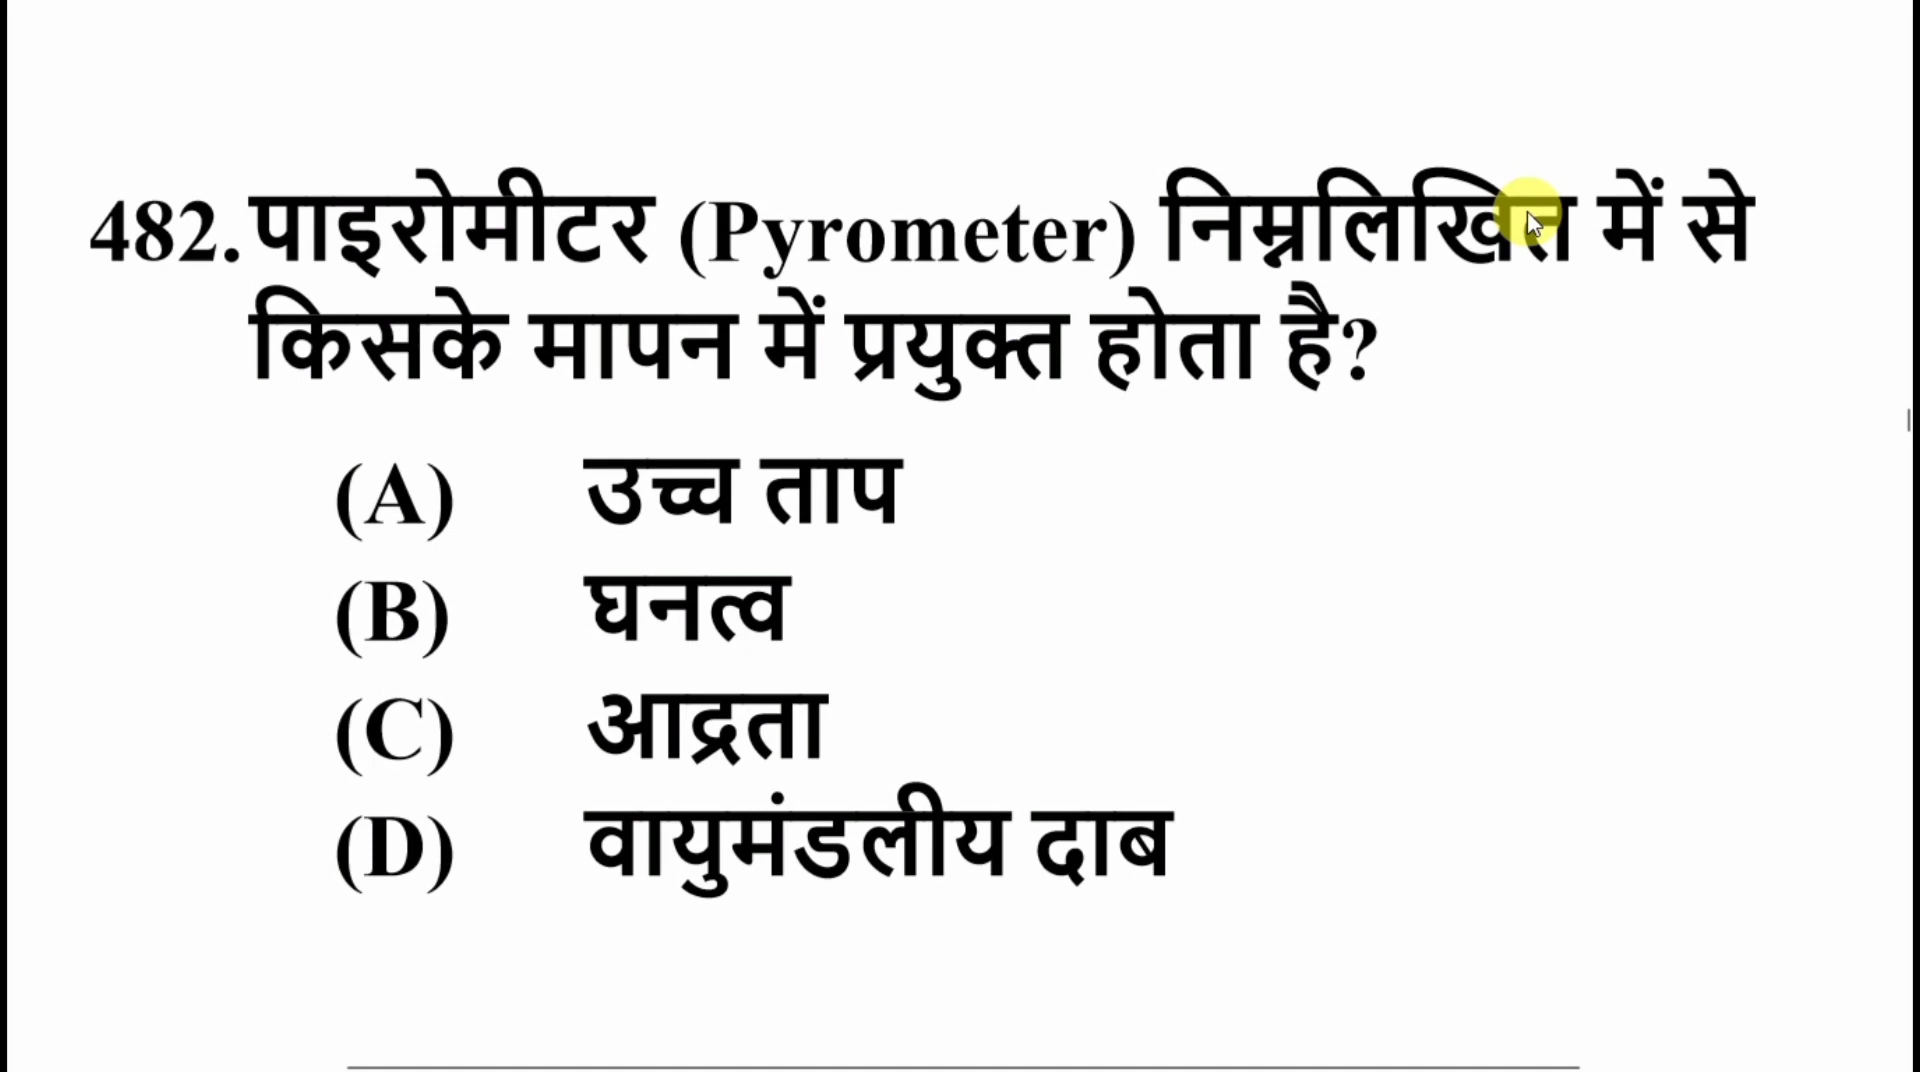 482. पाइरोमीटर (Pyrometer) निम्नलिखित में से
किसके मापन में प्रयुक्त होता है?
(A) उच्च ताप
(B) घनत्व
(C) आद्रता
(D) वायुमंडलीय दाब